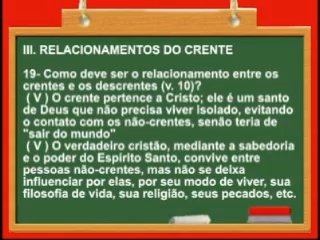 III. RELACIONAMENTOS DO CRENTE
19- Como deve ser o relacionamento entre os
crentes e os descrentes (v. 10)?
( V ) O crente pertence a Cristo; ele é um santo
de Deus que não precisa viver isolado, evitando
o contato com os não-crentes, senão teria de
"sair do mundo"
( V ) O verdadeiro cristão, mediante a sabedoria
e o poder do Espírito Santo, convive entre
pessoas não-crentes, mas não se deixa
influenciar por elas, por seu modo de viver, sua
filosofia de vida, sua religião, seus pecados, etc.